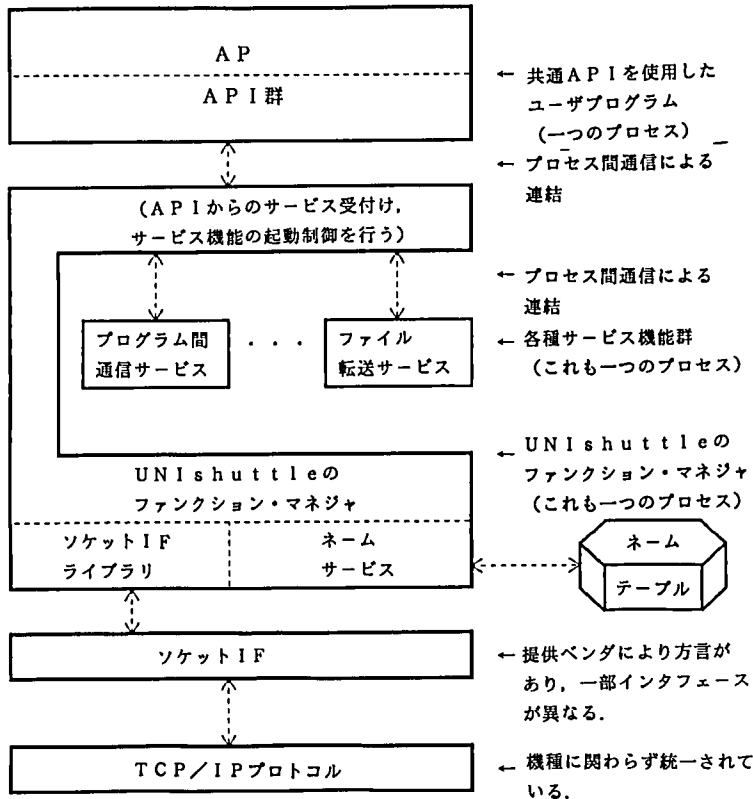 AP
API群
← 共通APIを使用した
ユーザプログラム
(一つのプロセス)
← プロセス間通信による
連結
(APIからのサービス受付け,
サービス機能の起動制御を行う)
← プロセス間通信による
連結
プログラム間
通信サービス
・・・
ファイル
転送サービス
← 各種サービス機能群
(これも一つのプロセス)
← UNIshuttleの
ファンクション・マネジャ
(これも一つのプロセス)
UNIshuttleの
ファンクション・マネジャ
ソケットIF
ライブラリ
ネーム
サービス
ネーム
テーブル
ソケットIF
← 提供ベンダにより方言が
あり,一部インタフェース
が異なる.
TCP/IPプロトコル
← 機種に関わらず統一されて
いる.